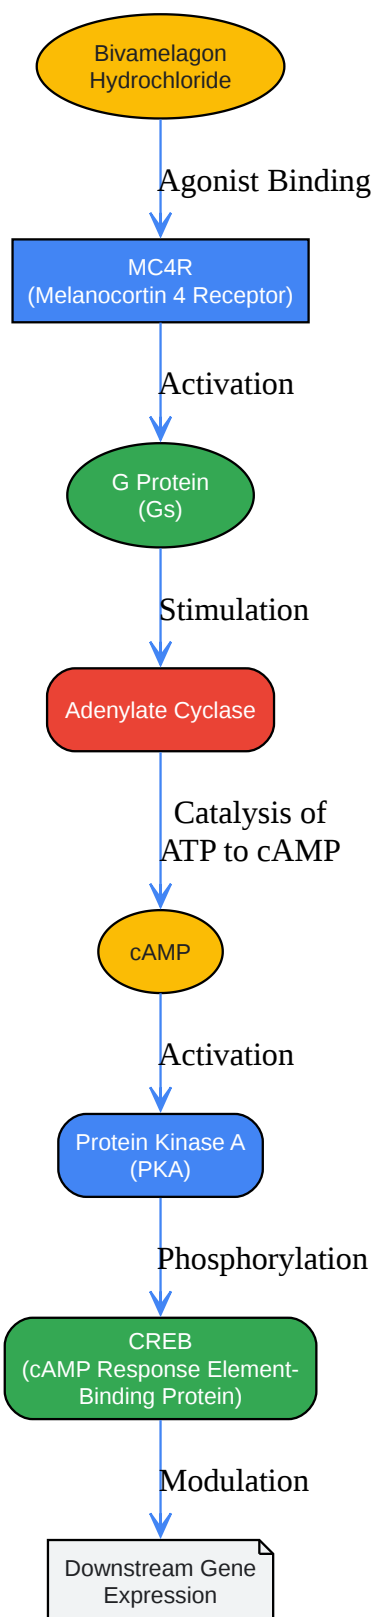 Bivamelagon
Hydrochloride
Agonist Binding
MC4R
(Melanocortin 4 Receptor)
Activation
G Protein
(Gs)
Stimulation
Adenylate Cyclase
Catalysis of
ATP to cAMP
cAMP
Activation
Protein Kinase A
(PKA)
Phosphorylation
CREB
(cAMP Response Element-
Binding Protein)
Modulation
Downstream Gene
Expression